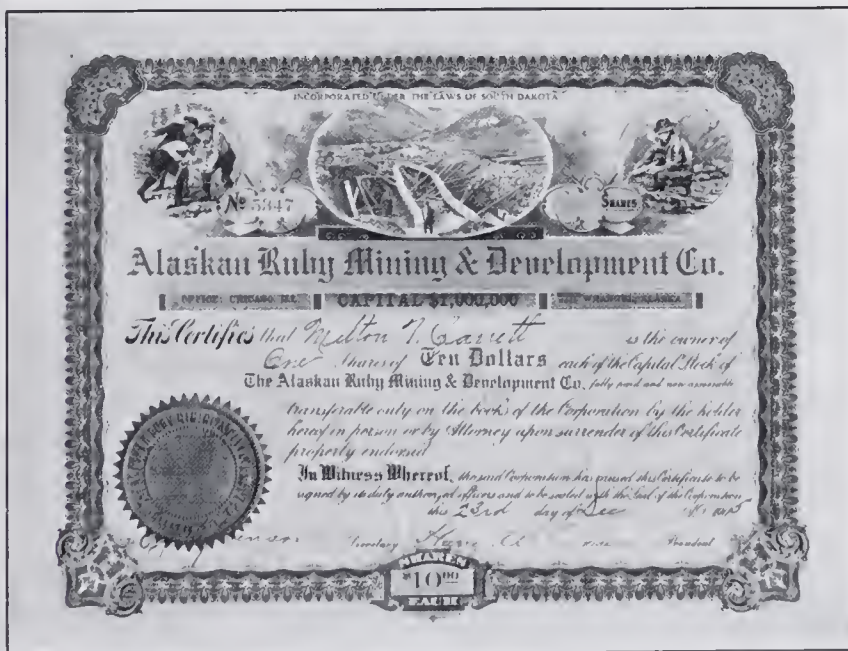 INCORPORATED UNDER THE LAWS OF SOUTH DAKOTA
No 5347
SHARES
Alaskan Ruby Mining & Development Co.
OFFICE: CHICAGO, ILL. CAPITAL $1,000,000 WRANGEL, ALASKA
This Certifies that Milton T. Garrett is the owner of
One Shares of Ten Dollars each of the Capital Stock of
The Alaskan Ruby Mining & Development Co. fully paid and non assessable
transferable only on the books of the Corporation by the holder
hereof in person or by Attorney upon surrender of this Certificate
properly endorsed
In Witness Whereof, the said Corporation has caused this Certificate to be
signed by its duly authorized officers and to be sealed with the Seal of the Corporation
this 23rd day of Dec
Secretary President
SHARES
$10.00
EACH